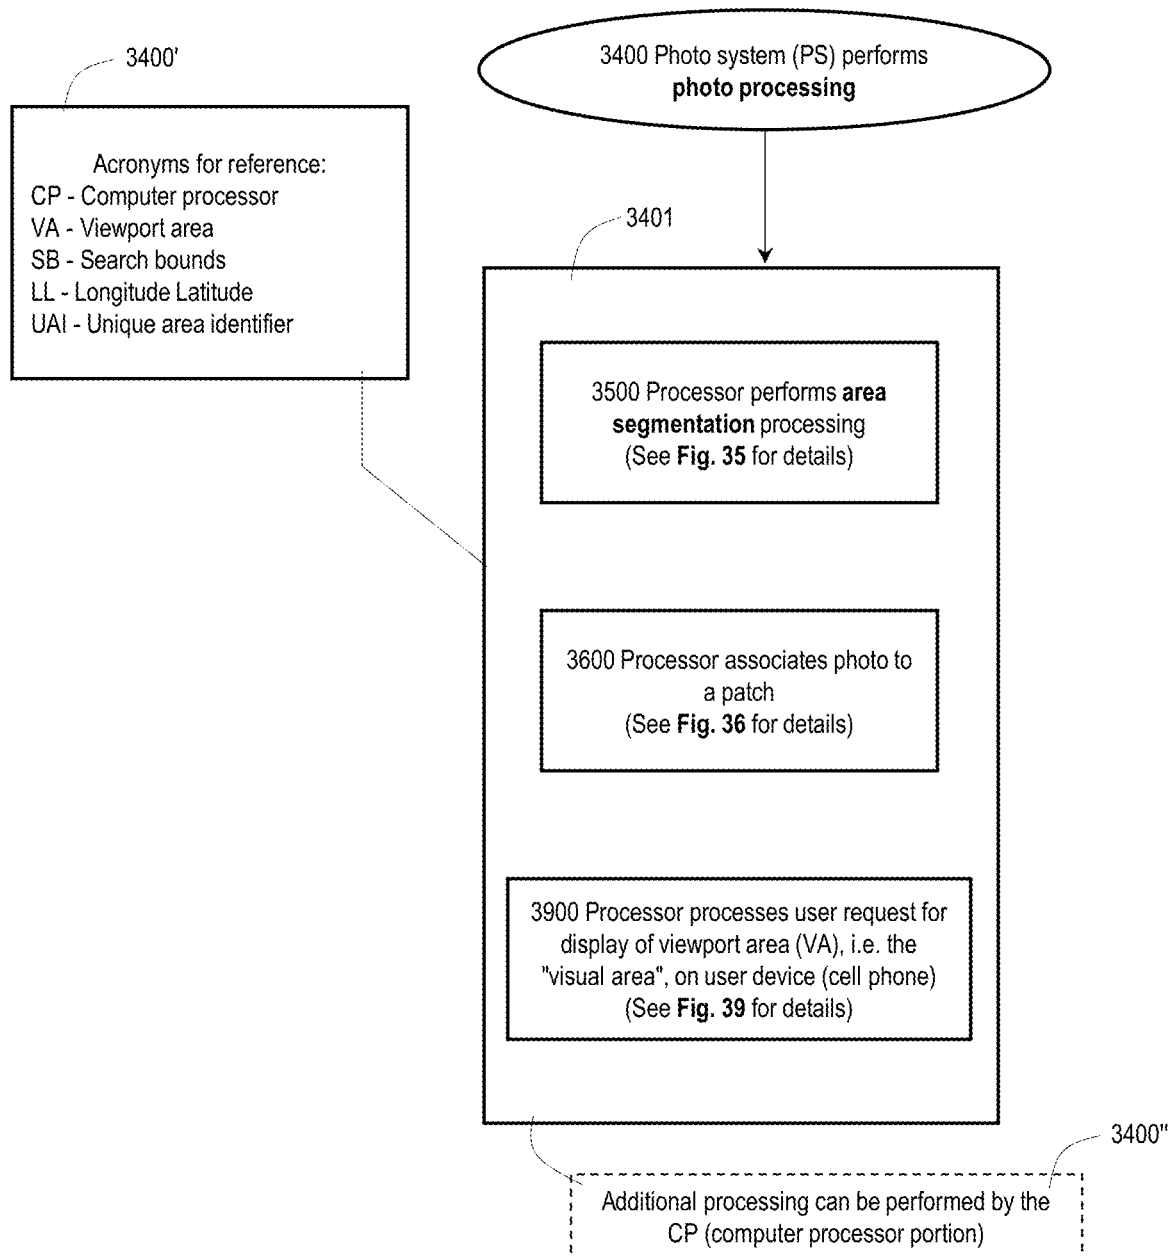 3400'
3400 Photo system (PS) performs
photo processing
Acronyms for reference:
CP - Computer processor
VA - Viewport area
SB - Search bounds
LL - Longitude Latitude
UAI - Unique area identifier
3401
3500 Processor performs area
segmentation processing
(See Fig. 35 for details)
3600 Processor associates photo to
a patch
(See Fig. 36 for details)
3900 Processor processes user request for
display of viewport area (VA), i.e. the
"visual area", on user device (cell phone)
(See Fig. 39 for details)
3400"
Additional processing can be performed by the
CP (computer processor portion)